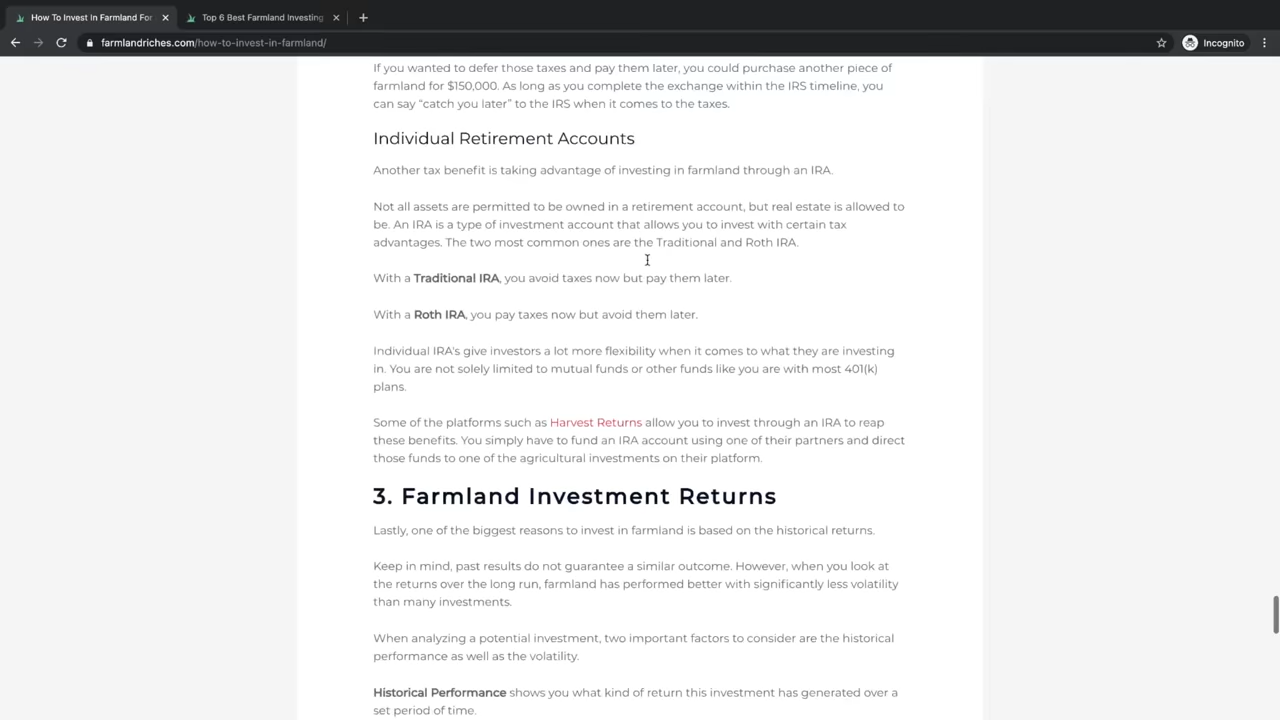 How To Invest In Farmland For
Top 6 Best Farmland Investing
farmlandriches.com/how-to-invest-in-farmland/
Incognito
If you wanted to defer those taxes and pay them later, you could purchase another piece of
farmland for $150,000. As long as you complete the exchange within the IRS timeline, you
can say “catch you later” to the IRS when it comes to the taxes.
Individual Retirement Accounts
Another tax benefit is taking advantage of investing in farmland through an IRA.
Not all assets are permitted to be owned in a retirement account, but real estate is allowed to
be. An IRA is a type of investment account that allows you to invest with certain tax
advantages. The two most common ones are the Traditional and Roth IRA.
With a Traditional IRA, you avoid taxes now but pay them later.
With a Roth IRA, you pay taxes now but avoid them later.
Individual IRA's give investors a lot more flexibility when it comes to what they are investing
in. You are not solely limited to mutual funds or other funds like you are with most 401(k)
plans.
Some of the platforms such as Harvest Returns allow you to invest through an IRA to reap
these benefits. You simply have to fund an IRA account using one of their partners and direct
those funds to one of the agricultural investments on their platform.
3. Farmland Investment Returns
Lastly, one of the biggest reasons to invest in farmland is based on the historical returns.
Keep in mind, past results do not guarantee a similar outcome. However, when you look at
the returns over the long run, farmland has performed better with significantly less volatility
than many investments.
When analyzing a potential investment, two important factors to consider are the historical
performance as well as the volatility.
Historical Performance shows you what kind of return this investment has generated over a
set period of time.